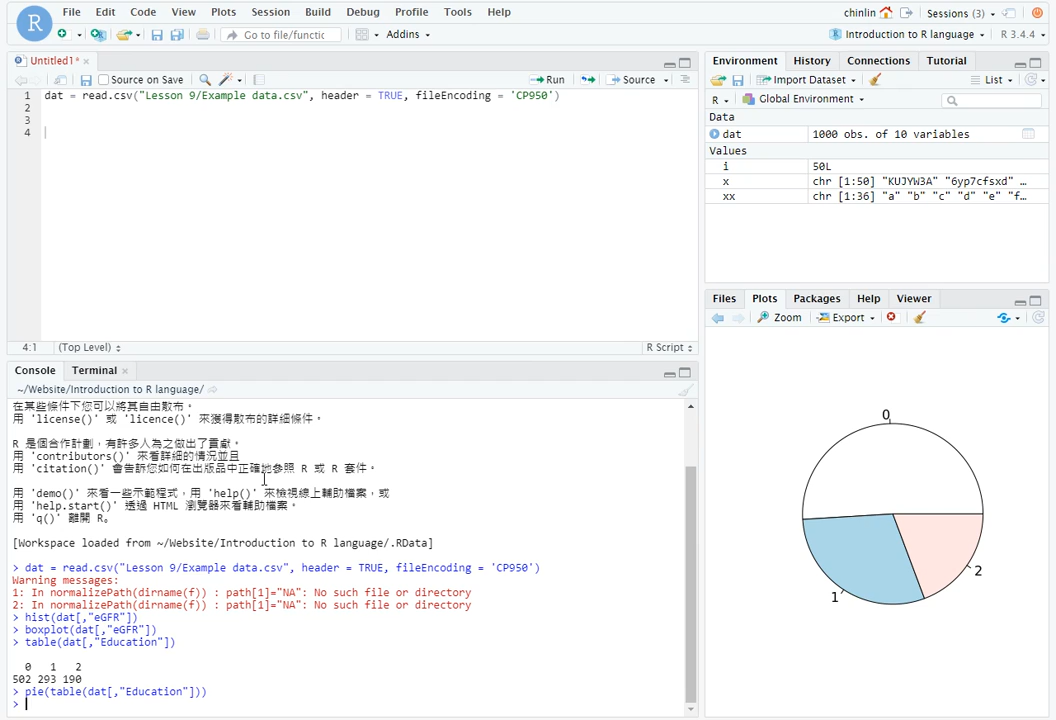 R File Edit Code View Plots Session Build Debug Profile Tools Help chinlin Sessions (3)
Go to file/functic Addins Introduction to R language R 3.4.4
Untitled1*
Source on Save Run Source
1 dat = read.csv("Lesson 9/Example data.csv", header = TRUE, fileEncoding = 'CP950')
2
3
4
4:1 (Top Level) R Script
Console Terminal
~/Website/Introduction to R language/
在某些條件下您可以將其自由散布。
用 'license()' 或 'licence()' 來獲得散布的詳細條件。
R 是個合作計劃，有許多人為之做出了貢獻。
用 'contributors()' 來看詳細的情況並且
用 'citation()' 會告訴您如何在出版品中正確地參照 R 或 R 套件。
用 'demo()' 來看一些示範程式，用 'help()' 來檢視線上輔助檔案，或
用 'help.start()' 透過 HTML 瀏覽器來看輔助檔案。
用 'q()' 離開 R。
[Workspace loaded from ~/Website/Introduction to R language/.RData]
> dat = read.csv("Lesson 9/Example data.csv", header = TRUE, fileEncoding = 'CP950')
Warning messages:
1: In normalizePath(dirname(f)) : path[1]="NA": No such file or directory
2: In normalizePath(dirname(f)) : path[1]="NA": No such file or directory
> hist(dat[,"eGFR"])
> boxplot(dat[,"eGFR"])
> table(dat[,"Education"])
0 1 2
502 293 190
> pie(table(dat[,"Education"]))
>
Environment History Connections Tutorial
Import Dataset List
R Global Environment
Data
dat 1000 obs. of 10 variables
Values
i 50L
x chr [1:50] "KUJYW3A" "6yp7cfsxd" …
xx chr [1:36] "a" "b" "c" "d" "e" "f…
Files Plots Packages Help Viewer
Zoom Export
0
1
2